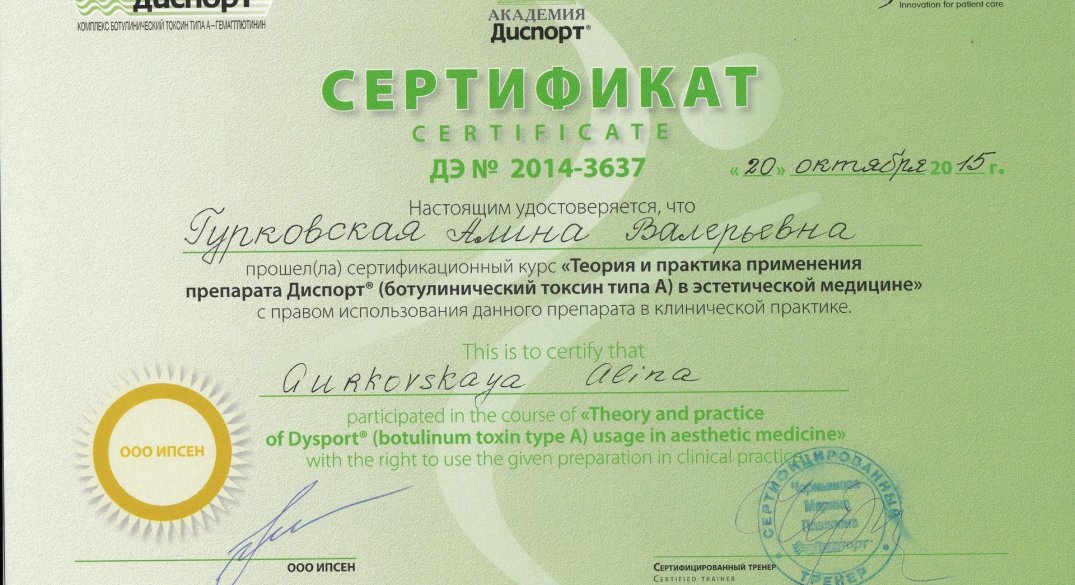 Диспорт®
КОМПЛЕКС БОТУЛИНИЧЕСКИЙ ТОКСИН ТИПА А – ГЕМАГГЛЮТИНИН
АКАДЕМИЯ
Диспорт®
Innovation for patient care
СЕРТИФИКАТ
CERTIFICATE
ДЭ № 2014-3637
«20» октября 2015 г.
Настоящим удостоверяется, что
Гурковская Алина Валерьевна
прошел(ла) сертификационный курс «Теория и практика применения
препарата Диспорт® (ботулинический токсин типа А) в эстетической медицине»
с правом использования данного препарата в клинической практике.
This is to certify that
Gurkovskaya Alina
participated in the course of «Theory and practice
of Dysport® (botulinum toxin type A) usage in aesthetic medicine»
with the right to use the given preparation in clinical practice
ООО ИПСЕН
СЕРТИФИЦИРОВАННЫЙ
Марина
ТРЕНЕР
ООО ИПСЕН
Сертифицированный тренер
Certified trainer